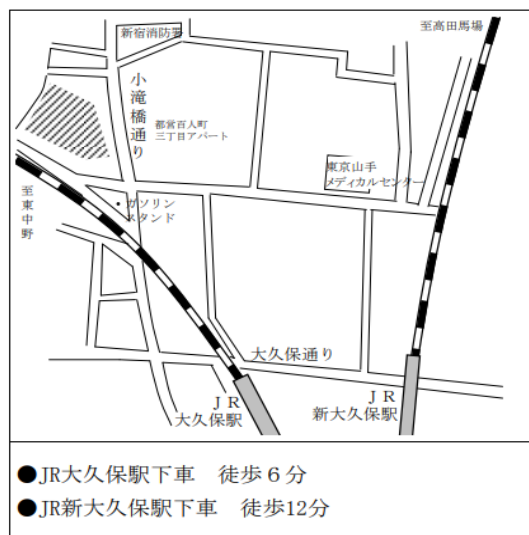 新宿消防署
至高田馬場
小滝橋通り
都営百人町
三丁目アパート
東京山手
メディカルセンター
至東中野
ガソリン
スタンド
大久保通り
ＪＲ
大久保駅
ＪＲ
新大久保駅
●JR大久保駅下車　徒歩６分
●JR新大久保駅下車　徒歩12分